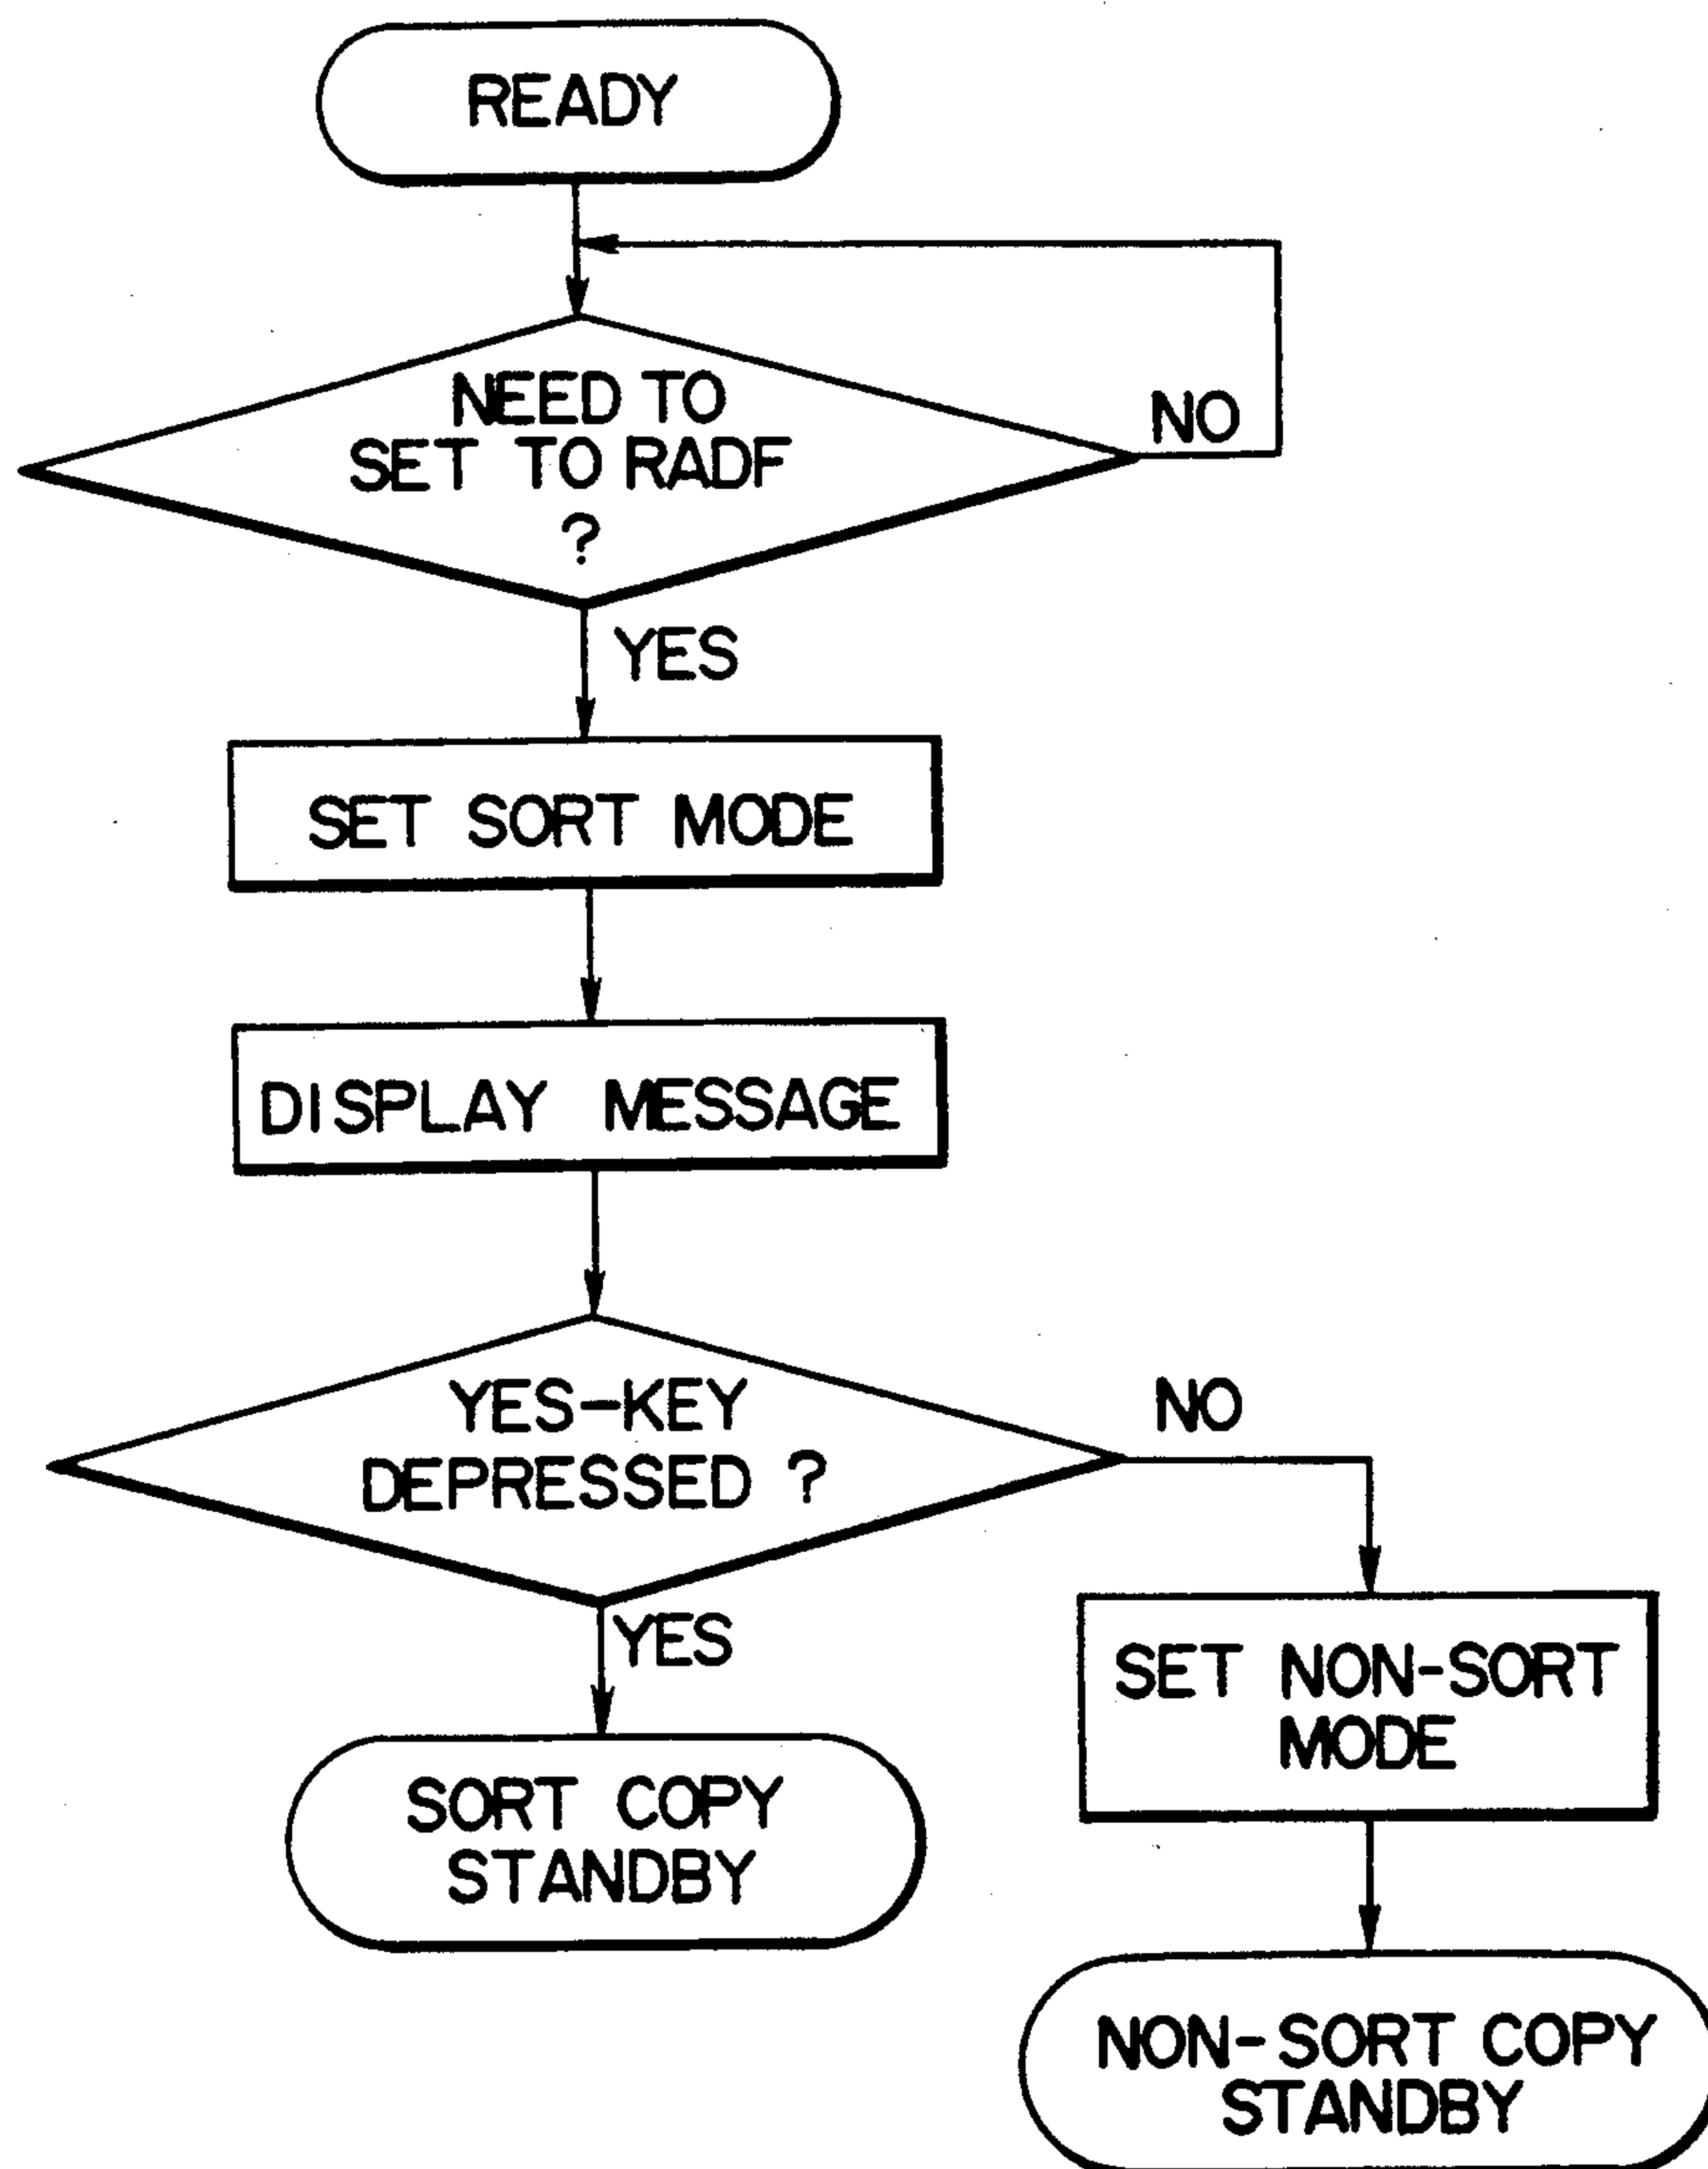 READY
NEED TO
SET TO RADF
?
NO
YES
SET SORT MODE
DISPLAY MESSAGE
YES-KEY
DEPRESSED ?
NO
YES
SET NON-SORT
MODE
SORT COPY
STANDBY
NON-SORT COPY
STANDBY